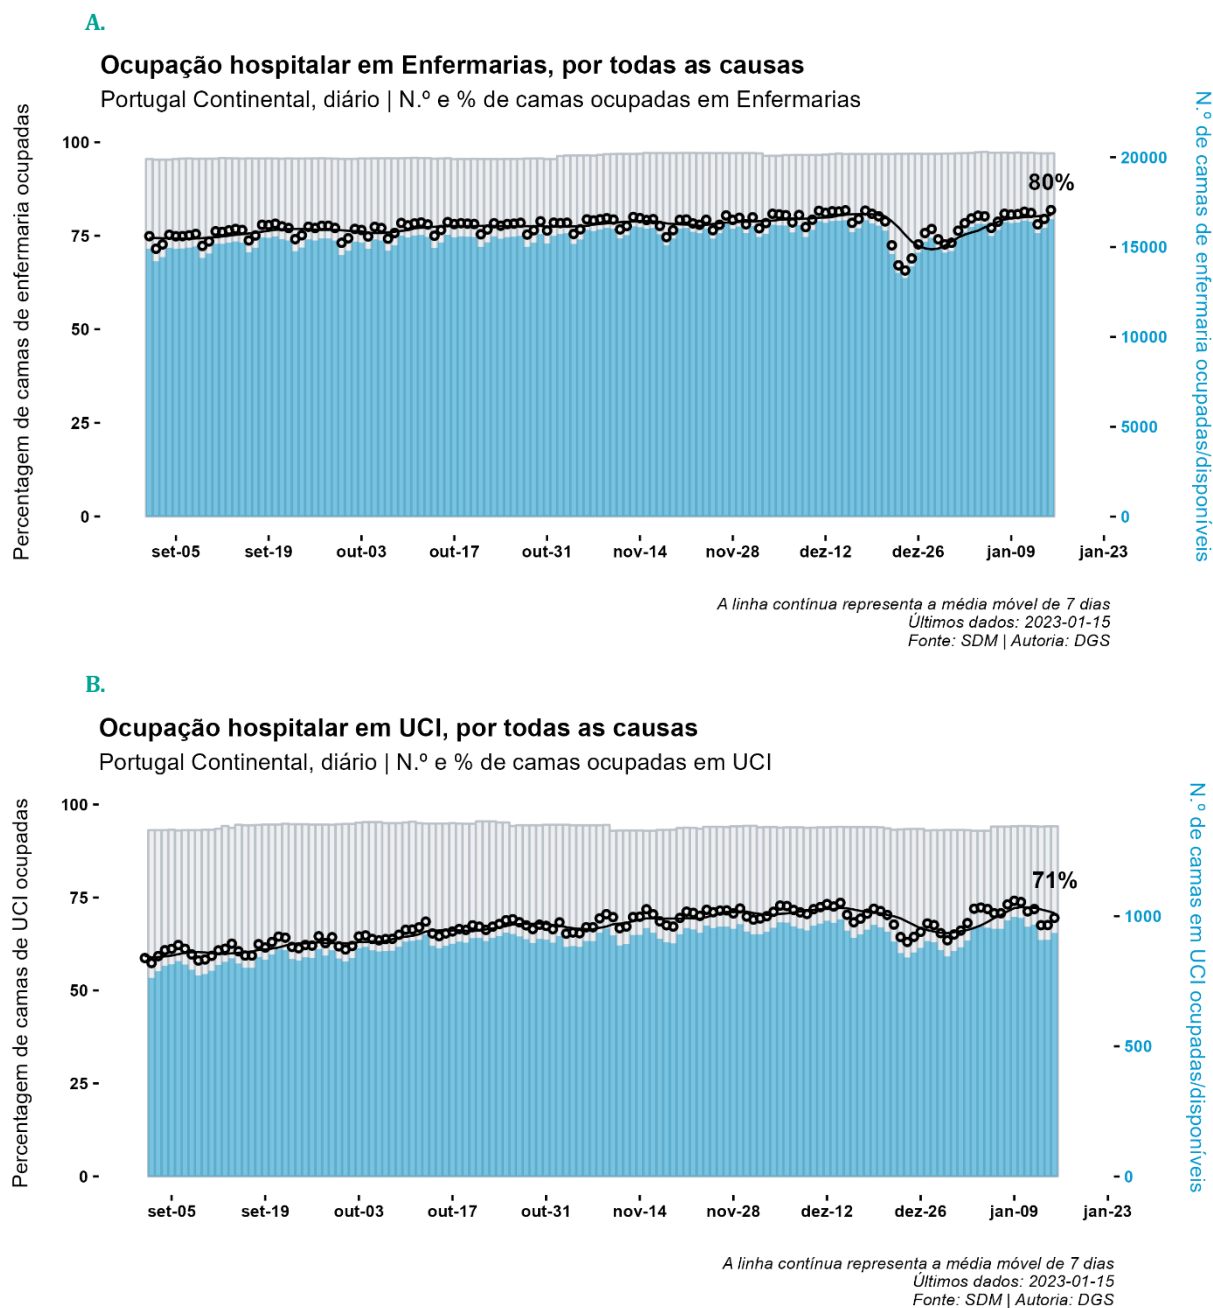 A.
Ocupação hospitalar em Enfermarias, por todas as causas
Portugal Continental, diário | N.º e % de camas ocupadas em Enfermarias
Percentagem de camas de enfermaria ocupadas
100
75
50
25
0
80%
20000
15000
10000
5000
0
N.º de camas de enfermaria ocupadas/disponíveis
set-05 set-19 out-03 out-17 out-31 nov-14 nov-28 dez-12 dez-26 jan-09 jan-23
A linha contínua representa a média móvel de 7 dias
Últimos dados: 2023-01-15
Fonte: SDM | Autoria: DGS
B.
Ocupação hospitalar em UCI, por todas as causas
Portugal Continental, diário | N.º e % de camas ocupadas em UCI
Percentagem de camas de UCI ocupadas
100
75
50
25
0
71%
1000
500
0
N.º de camas em UCI ocupadas/disponíveis
set-05 set-19 out-03 out-17 out-31 nov-14 nov-28 dez-12 dez-26 jan-09 jan-23
A linha contínua representa a média móvel de 7 dias
Últimos dados: 2023-01-15
Fonte: SDM | Autoria: DGS